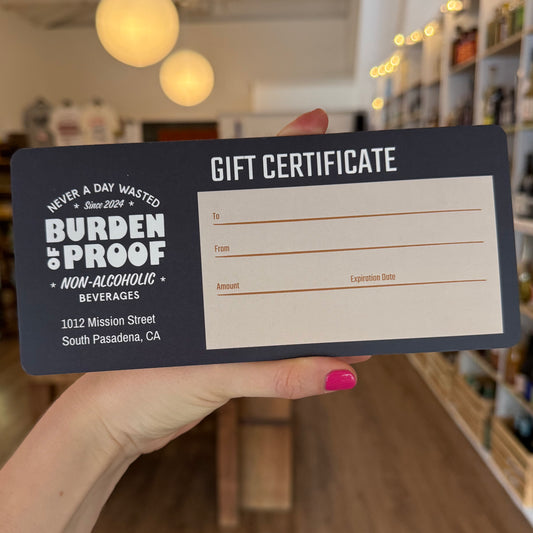 GIFT CERTIFICATE
NEVER A DAY WASTED
Since 2024
BURDEN
OF PROOF
NON-ALCOHOLIC
BEVERAGES
1012 Mission Street
South Pasadena, CA
To
From
Amount Expiration Date